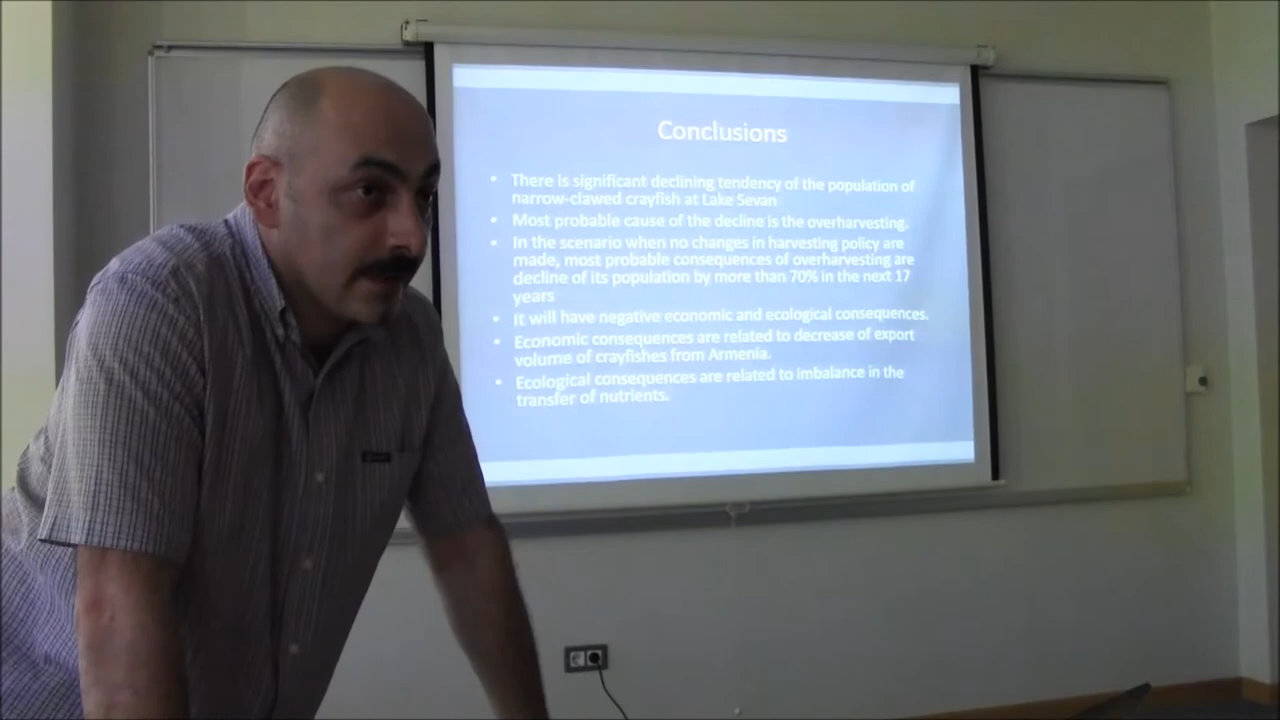 Conclusions
• There is significant declining tendency of the population of
narrow-clawed crayfish at Lake Sevan
• Most probable cause of the decline is the overharvesting.
• In the scenario when no changes in harvesting policy are
made, most probable consequences of overharvesting are
decline of its population by more than 70% in the next 17
years
• It will have negative economic and ecological consequences.
• Economic consequences are related to decrease of export
volume of crayfishes from Armenia.
• Ecological consequences are related to imbalance in the
transfer of nutrients.